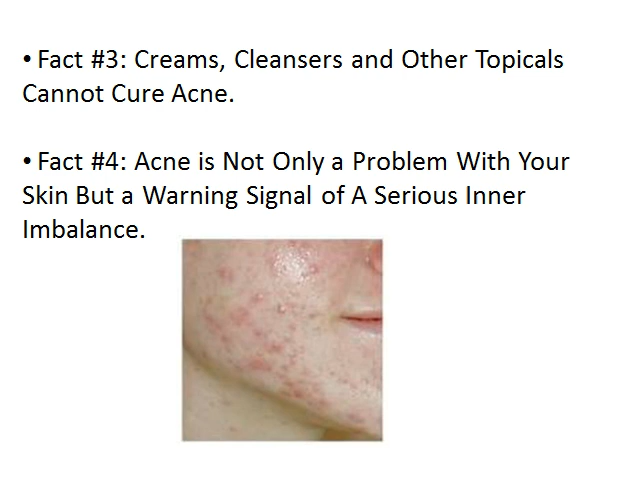 • Fact #3: Creams, Cleansers and Other Topicals
Cannot Cure Acne.
• Fact #4: Acne is Not Only a Problem With Your
Skin But a Warning Signal of A Serious Inner
Imbalance.